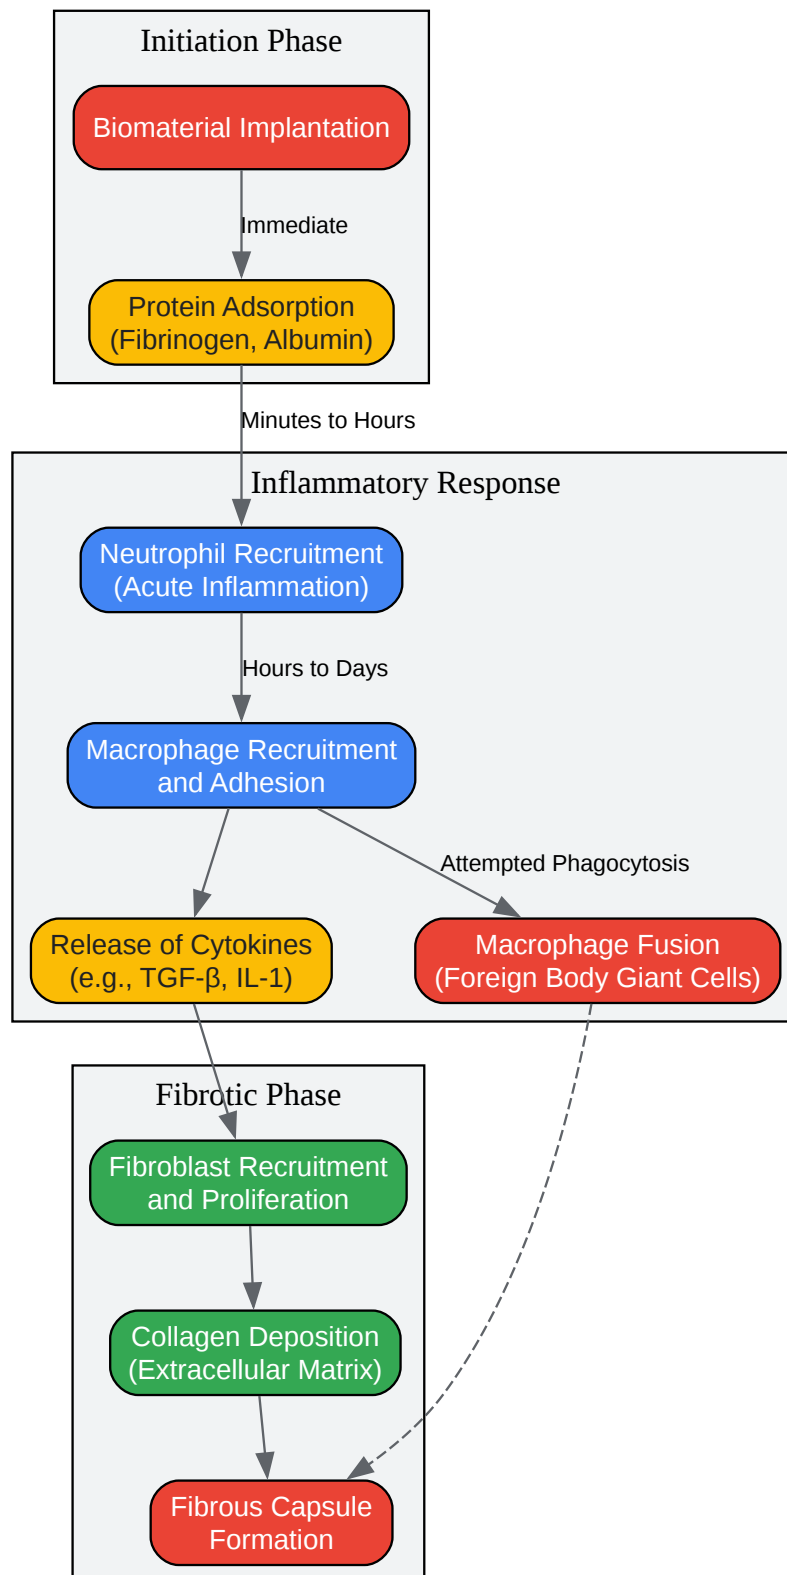 Initiation Phase
Biomaterial Implantation
Immediate
Protein Adsorption
(Fibrinogen, Albumin)
Minutes to Hours
Inflammatory Response
Neutrophil Recruitment
(Acute Inflammation)
Hours to Days
Macrophage Recruitment
and Adhesion
Attempted Phagocytosis
Release of Cytokines
(e.g., TGF-β, IL-1)
Macrophage Fusion
(Foreign Body Giant Cells)
Fibrotic Phase
Fibroblast Recruitment
and Proliferation
Collagen Deposition
(Extracellular Matrix)
Fibrous Capsule
Formation